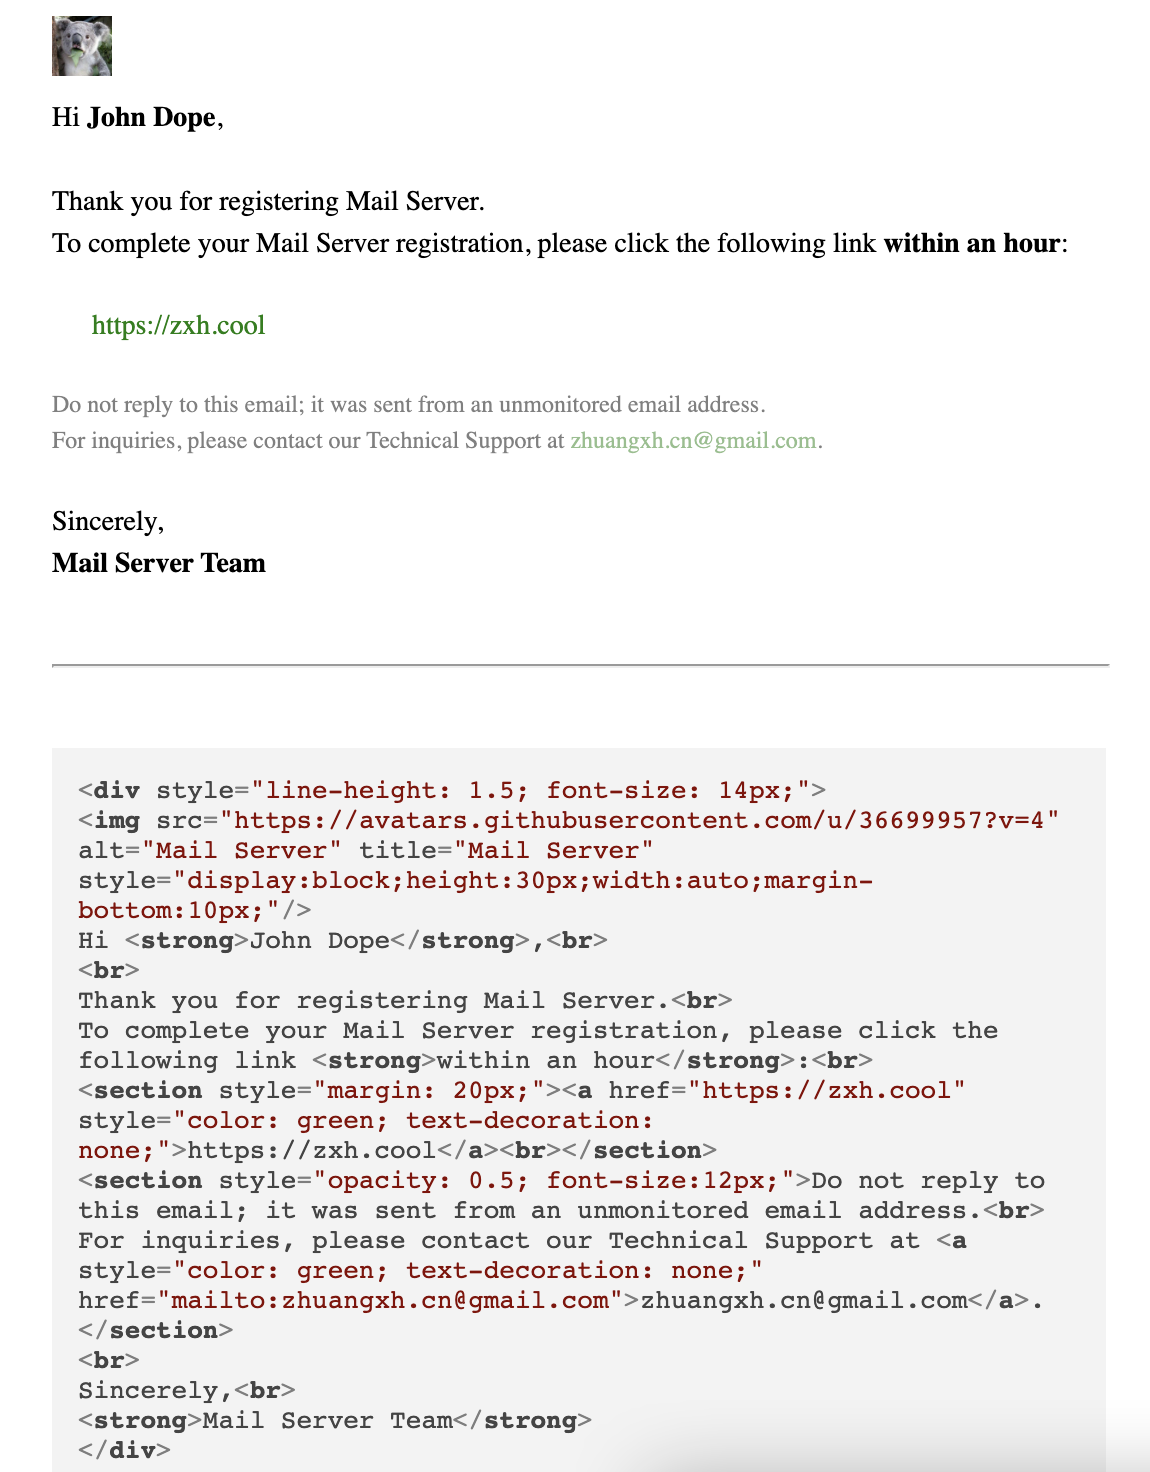 Hi John Dope,
Thank you for registering Mail Server.
To complete your Mail Server registration, please click the following link within an hour:
https://zxh.cool
Do not reply to this email; it was sent from an unmonitored email address.
For inquiries, please contact our Technical Support at zhuangxh.cn@gmail.com.
Sincerely,
Mail Server Team
<div style="line-height: 1.5; font-size: 14px;">
<img src="https://avatars.githubusercontent.com/u/36699957?v=4"
alt="Mail Server" title="Mail Server"
style="display:block;height:30px;width:auto;margin-
bottom:10px;"/>
Hi <strong>John Dope</strong>,<br>
<br>
Thank you for registering Mail Server.<br>
To complete your Mail Server registration, please click the
following link <strong>within an hour</strong>:<br>
<section style="margin: 20px;"><a href="https://zxh.cool"
style="color: green; text-decoration:
none;">https://zxh.cool</a><br></section>
<section style="opacity: 0.5; font-size:12px;">Do not reply to
this email; it was sent from an unmonitored email address.<br>
For inquiries, please contact our Technical Support at <a
style="color: green; text-decoration: none;"
href="mailto:zhuangxh.cn@gmail.com">zhuangxh.cn@gmail.com</a>.
</section>
<br>
Sincerely,<br>
<strong>Mail Server Team</strong>
</div>